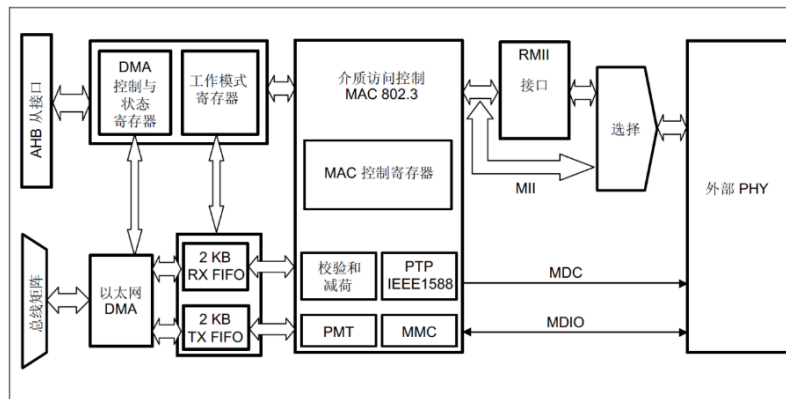 AHB 从接口
DMA
控制与
状态
寄存器
工作模式
寄存器
介质访问控制
MAC 802.3
RMII
接口
选择
外部 PHY
MAC 控制寄存器
MII
总线矩阵
以太网
DMA
2 KB
RX FIFO
2 KB
TX FIFO
校验和
减荷
PTP
IEEE1588
PMT
MMC
MDC
MDIO